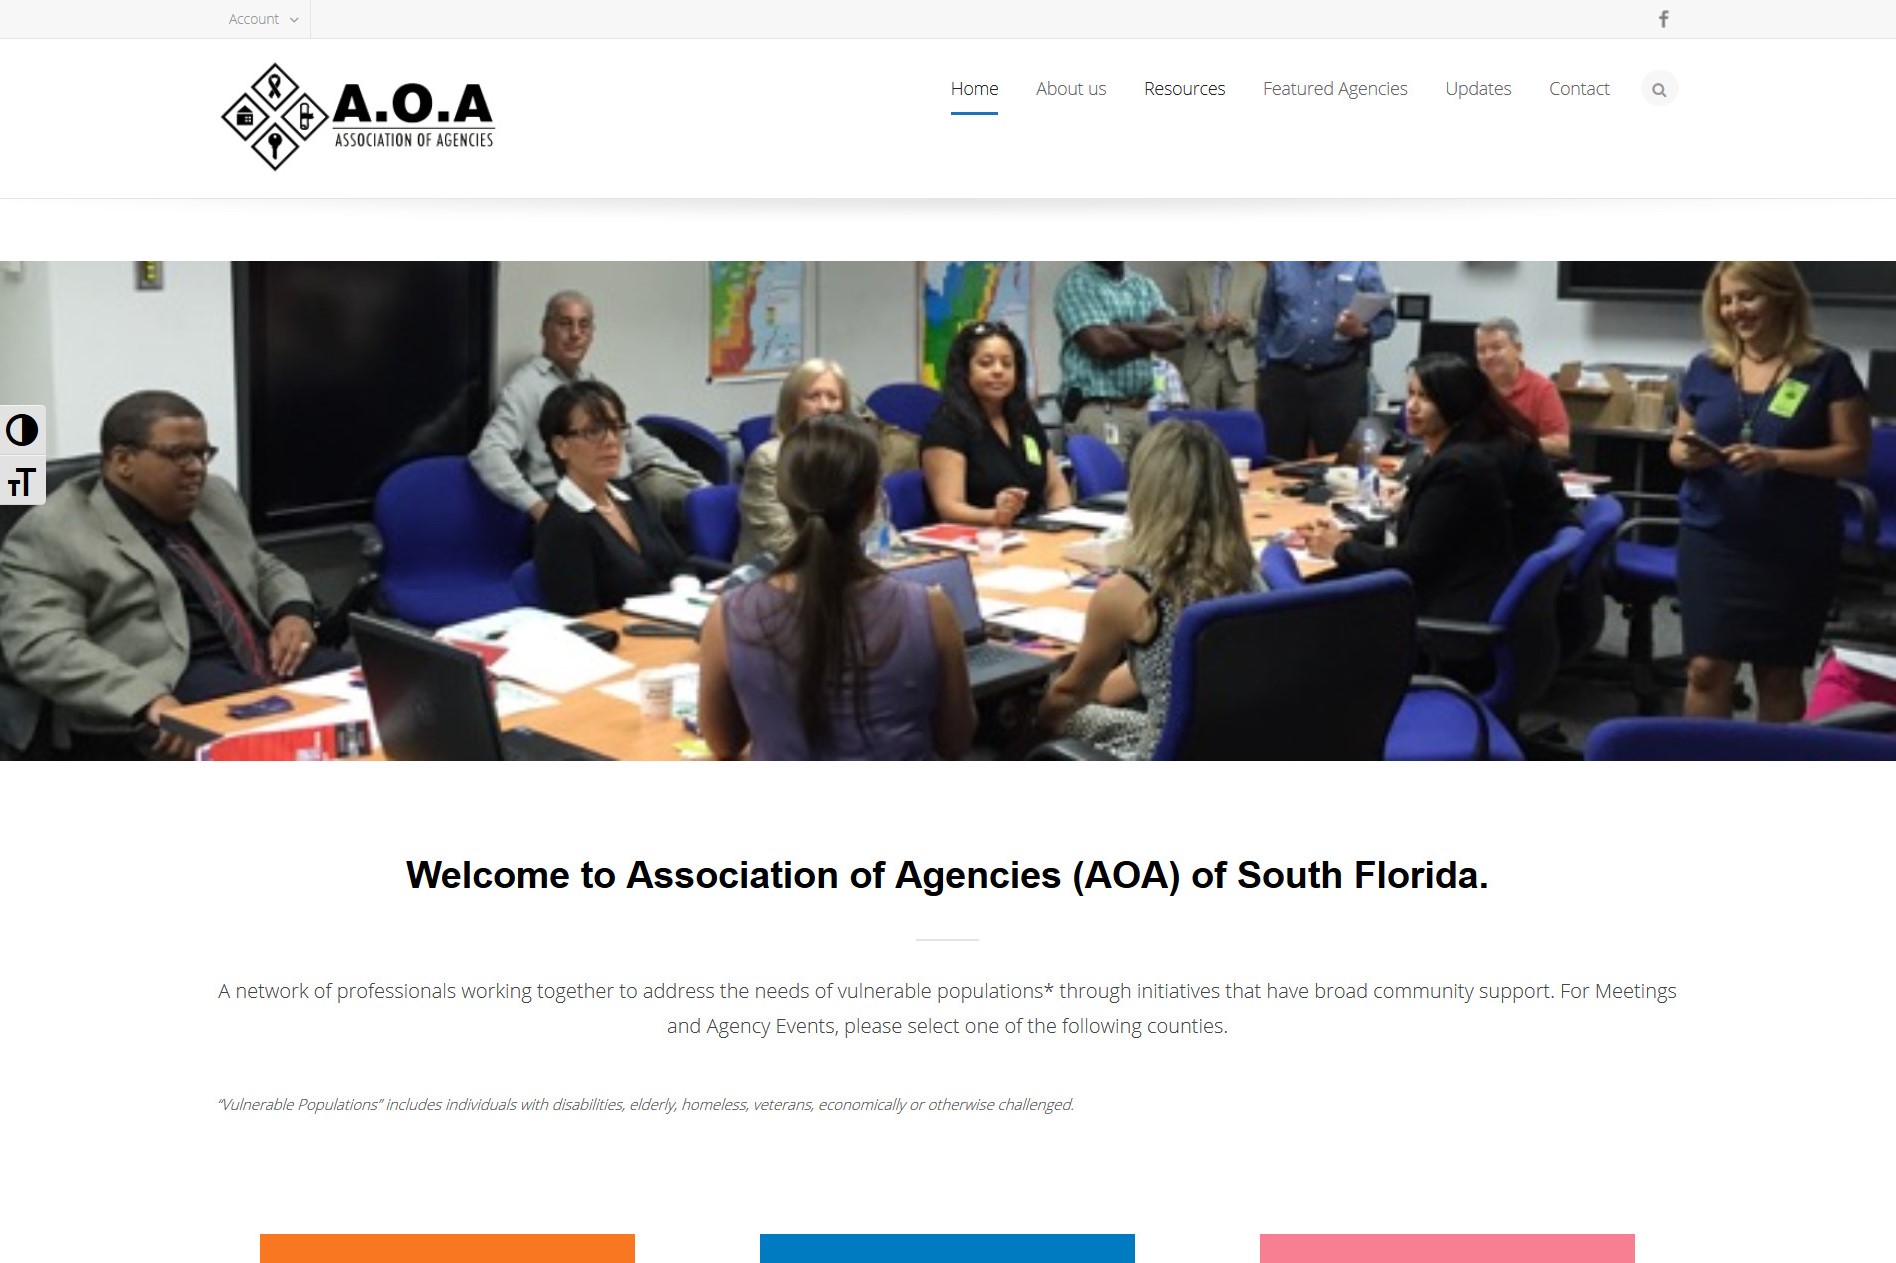 Account
A.O.A
ASSOCIATION OF AGENCIES
Home
About us
Resources
Featured Agencies
Updates
Contact
Welcome to Association of Agencies (AOA) of South Florida.
A network of professionals working together to address the needs of vulnerable populations* through initiatives that have broad community support. For Meetings
and Agency Events, please select one of the following counties.
“Vulnerable Populations” includes individuals with disabilities, elderly, homeless, veterans, economically or otherwise challenged.